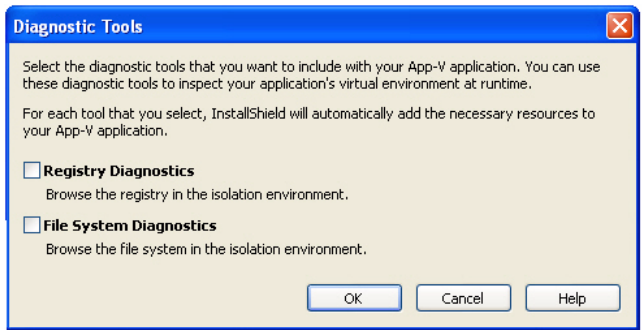 Diagnostic Tools
Select the diagnostic tools that you want to include with your App-V application. You can use
these diagnostic tools to inspect your application's virtual environment at runtime.
For each tool that you select, InstallShield will automatically add the necessary resources to
your App-V application.
Registry Diagnostics
Browse the registry in the isolation environment.
File System Diagnostics
Browse the file system in the isolation environment.
OK Cancel Help